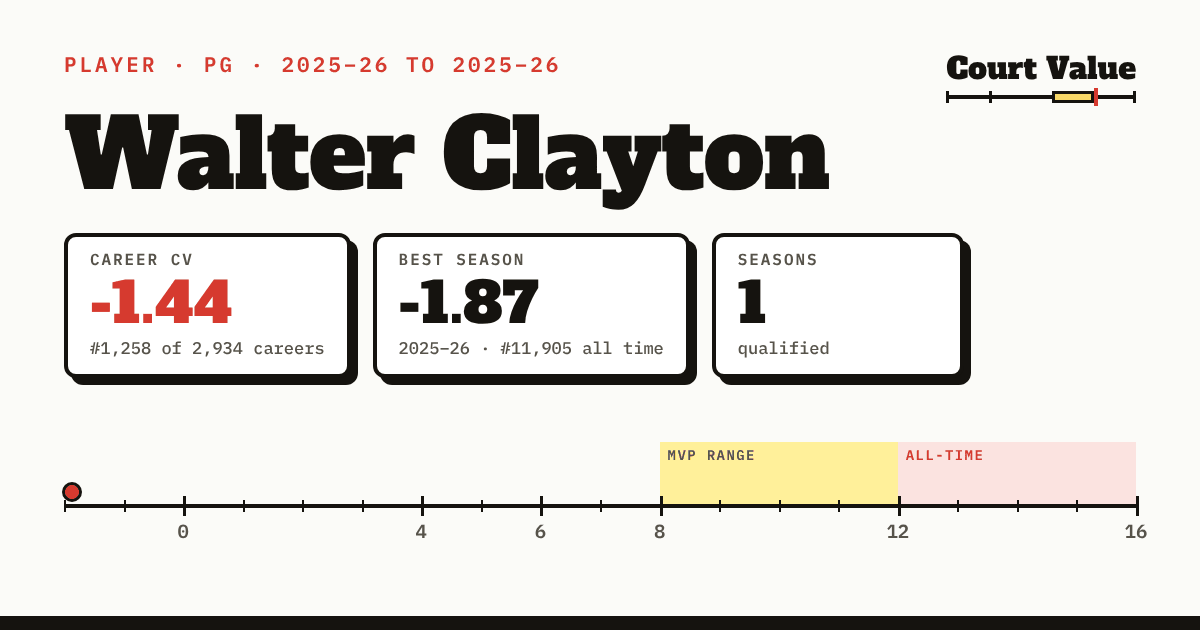 PLAYER · PG · 2025–26 TO 2025–26
Court Value
Walter Clayton
CAREER CV
-1.44
#1,258 of 2,934 careers
BEST SEASON
-1.87
2025–26 · #11,905 all time
SEASONS
1
qualified
MVP RANGE
ALL-TIME
0 4 6 8 12 16